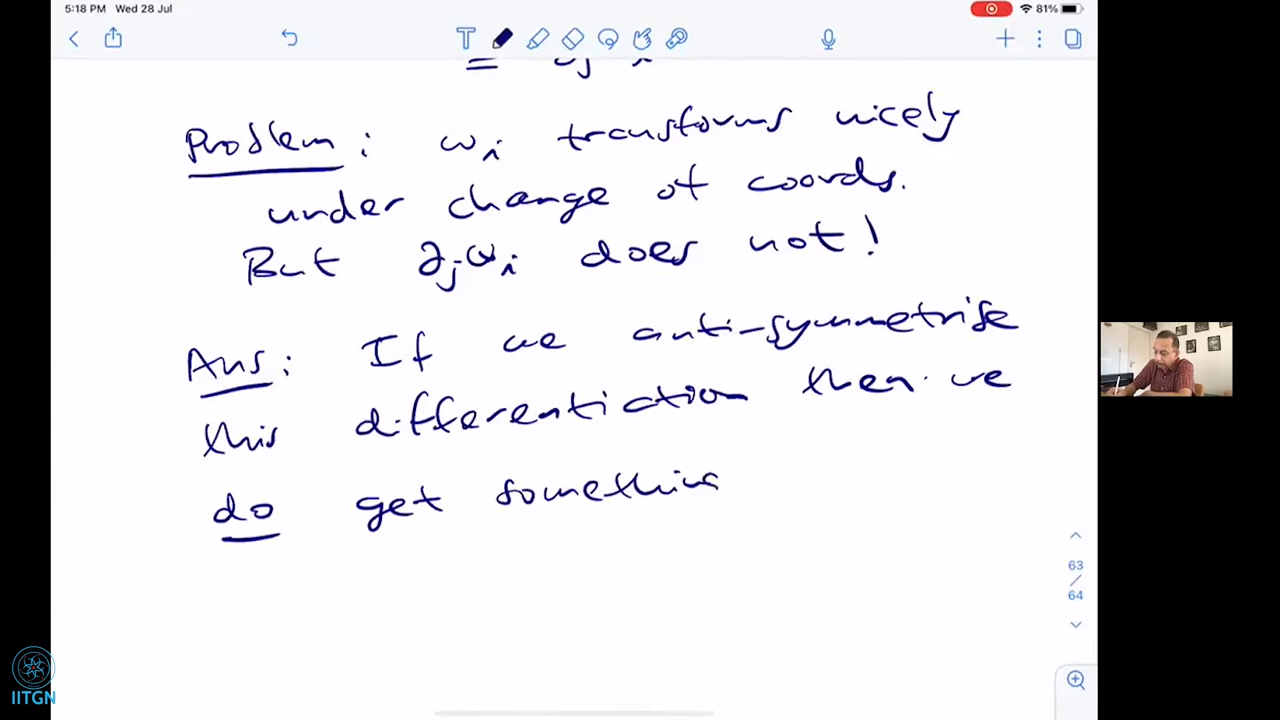 5:18 PM Wed 28 Jul
81%
Problem : ωi transforms nicely
under change of coords.
But ∂jωi does not!
Ans : If we anti-symmetrise
this differentiation then we
do get something
63
64
IITGN